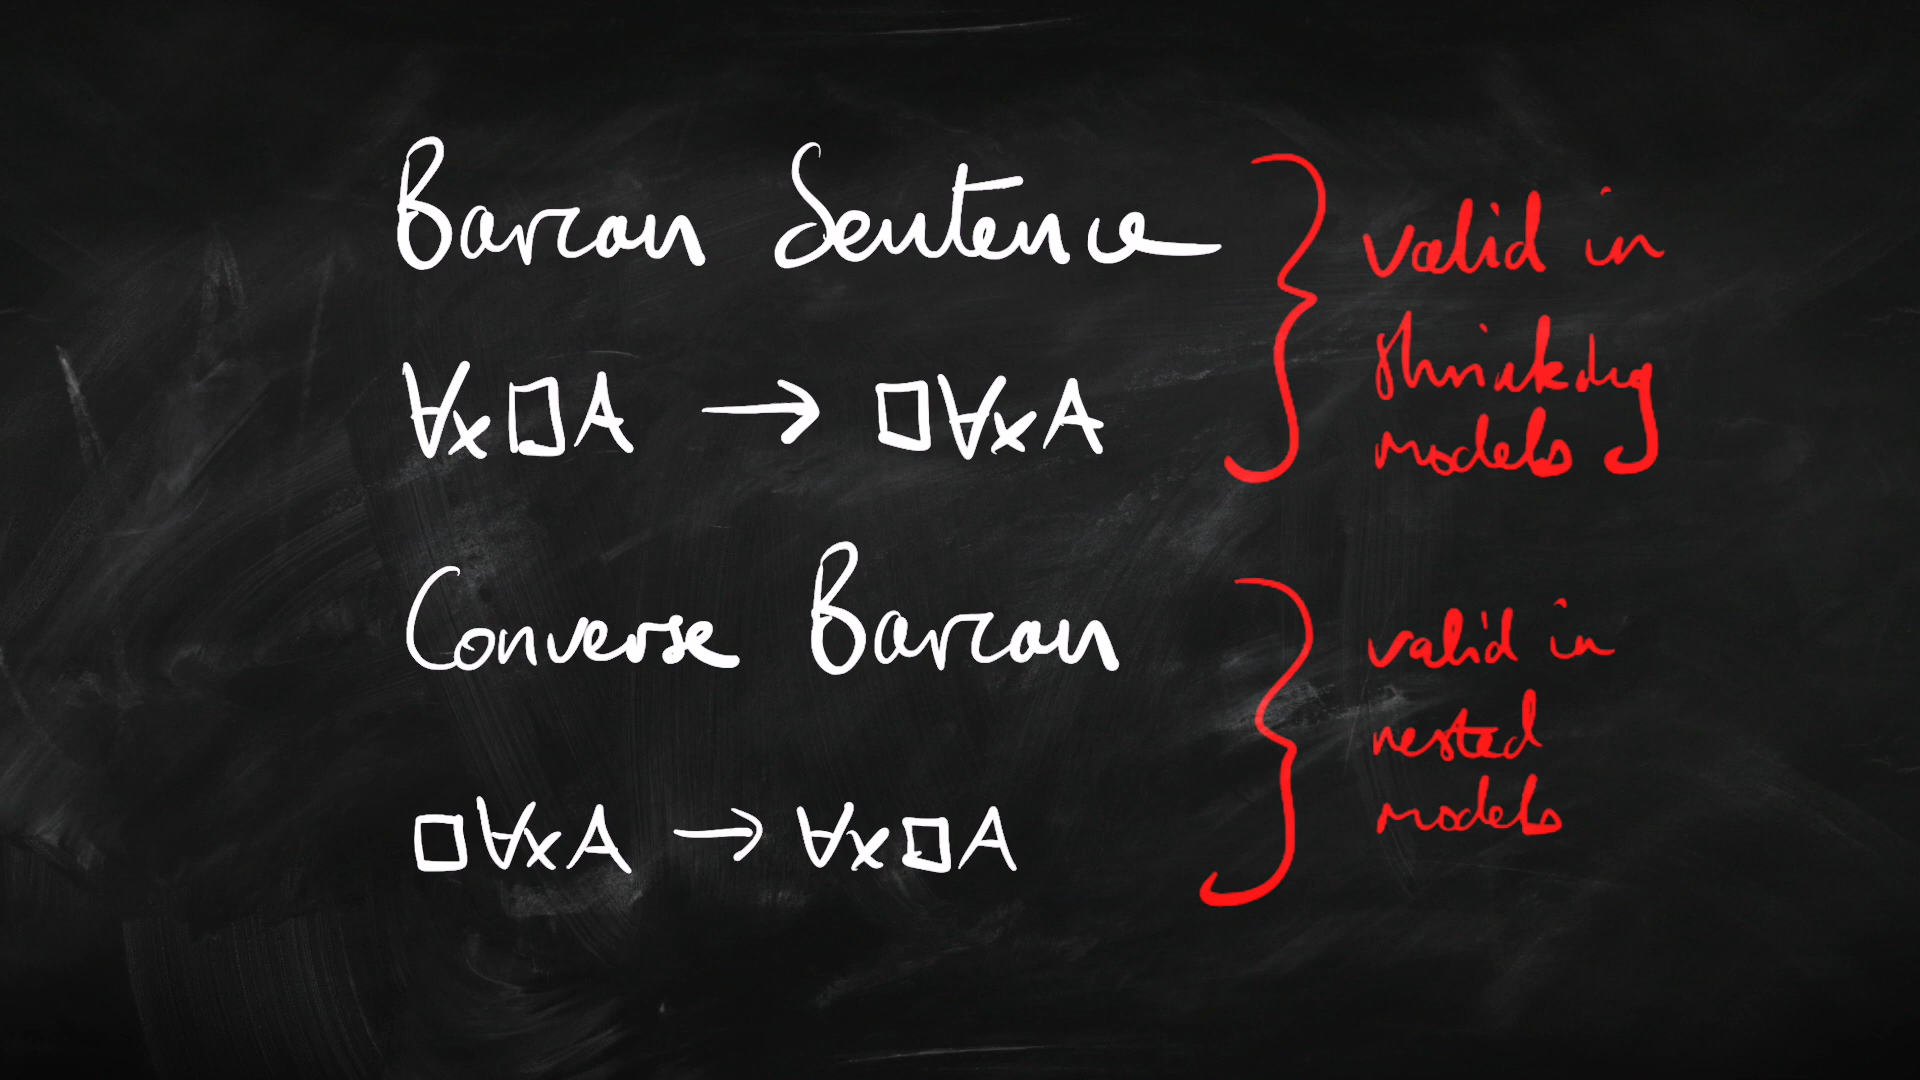 Barcan Sentence
∀x□A → □∀xA
valid in
shrinking
models
Converse Barcan
□∀xA → ∀x□A
valid in
nested
models